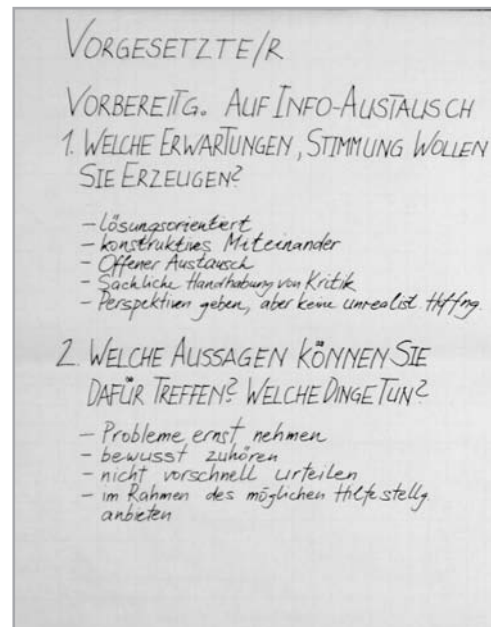 VORGESETZTE/R
VORBEREITG. AUF INFO-AUSTAUSCH
1. WELCHE ERWARTUNGEN, STIMMUNG WOLLEN
SIE ERZEUGEN?
- lösungsorientiert
- konstruktives Miteinander
- Offener Austausch
- Sachliche Handhabung von Kritik
- Perspektiven geben, aber keine unrealist. Hoffng.
2. WELCHE AUSSAGEN KÖNNEN SIE
DAFÜR TREFFEN? WELCHE DINGE TUN?
- Probleme ernst nehmen
- bewusst zuhören
- nicht vorschnell urteilen
- im Rahmen des möglichen Hilfestellg.
anbieten